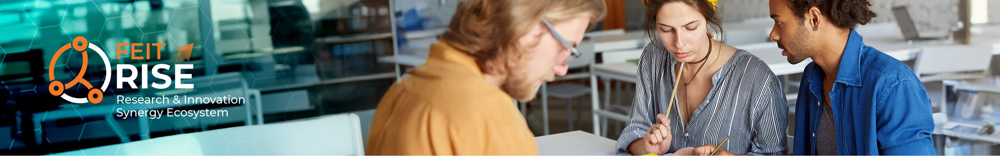 FEIT
RISE
Research & Innovation
Synergy Ecosystem